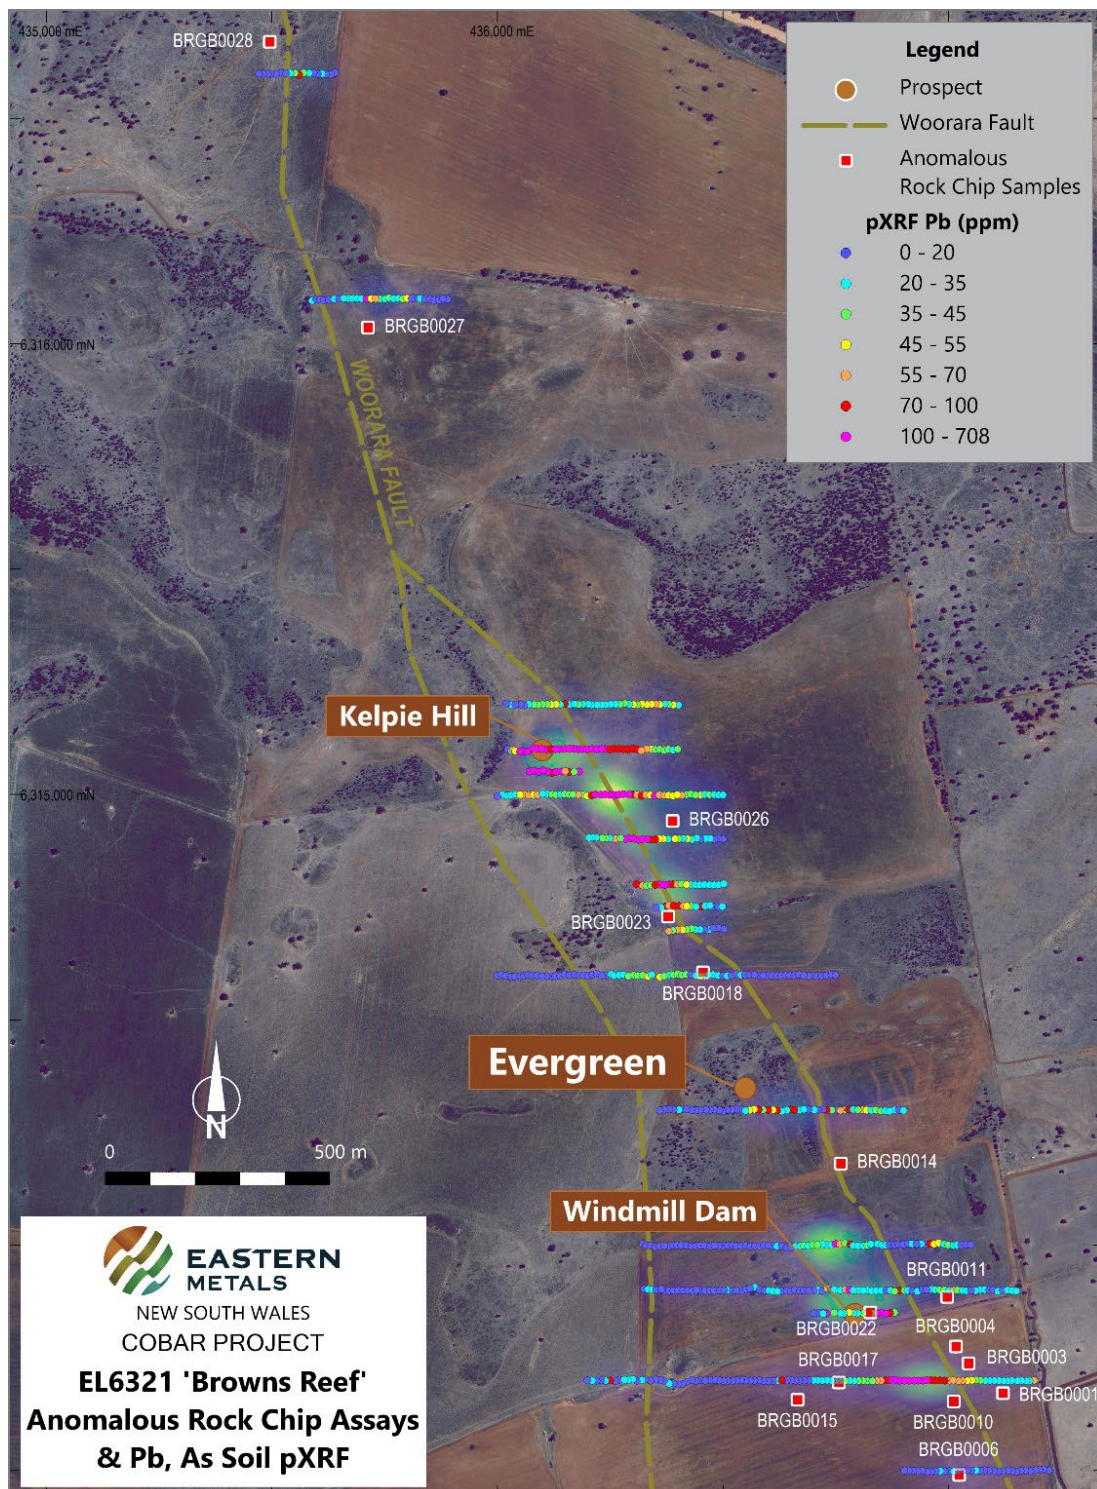 435,000 mE
436,000 mE
BRGB0028
Legend
Prospect
Woorara Fault
Anomalous
Rock Chip Samples
pXRF Pb (ppm)
0 - 20
20 - 35
35 - 45
45 - 55
55 - 70
70 - 100
100 - 708
BRGB0027
6,316,000 mN
WOORARA FAULT
Kelpie Hill
6,315,000 mN
BRGB0026
BRGB0023
BRGB0018
Evergreen
N
0 500 m
BRGB0014
Windmill Dam
BRGB0011
BRGB0022
BRGB0004
BRGB0017
BRGB0003
BRGB0001
BRGB0015
BRGB0010
BRGB0006
EASTERN
METALS
NEW SOUTH WALES
COBAR PROJECT
EL6321 'Browns Reef'
Anomalous Rock Chip Assays
& Pb, As Soil pXRF